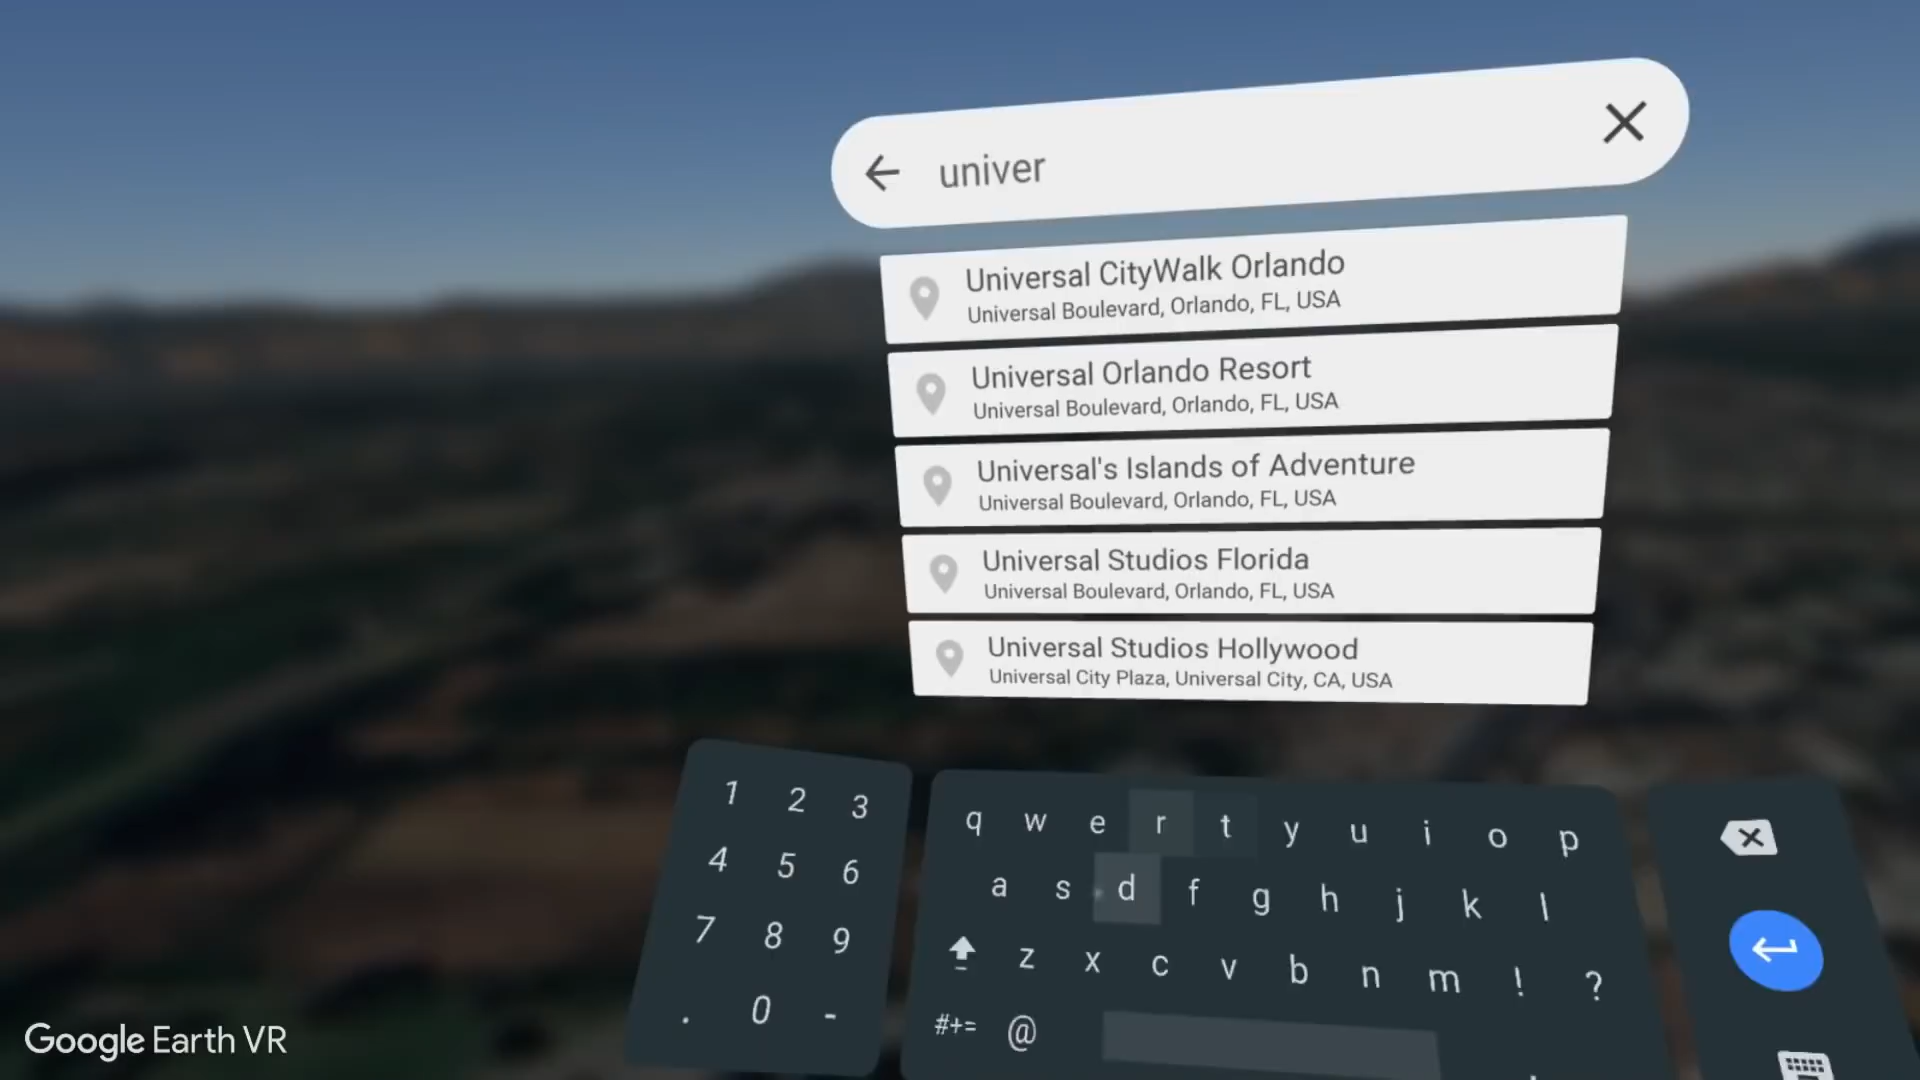 univer
Universal CityWalk Orlando
Universal Boulevard, Orlando, FL, USA
Universal Orlando Resort
Universal Boulevard, Orlando, FL, USA
Universal's Islands of Adventure
Universal Boulevard, Orlando, FL, USA
Universal Studios Florida
Universal Boulevard, Orlando, FL, USA
Universal Studios Hollywood
Universal City Plaza, Universal City, CA, USA
1 2 3
4 5 6
7 8 9
. 0 -
q w e r t y u i o p
a s d f g h j k l
z x c v b n m ! ?
#+= @
Google Earth VR